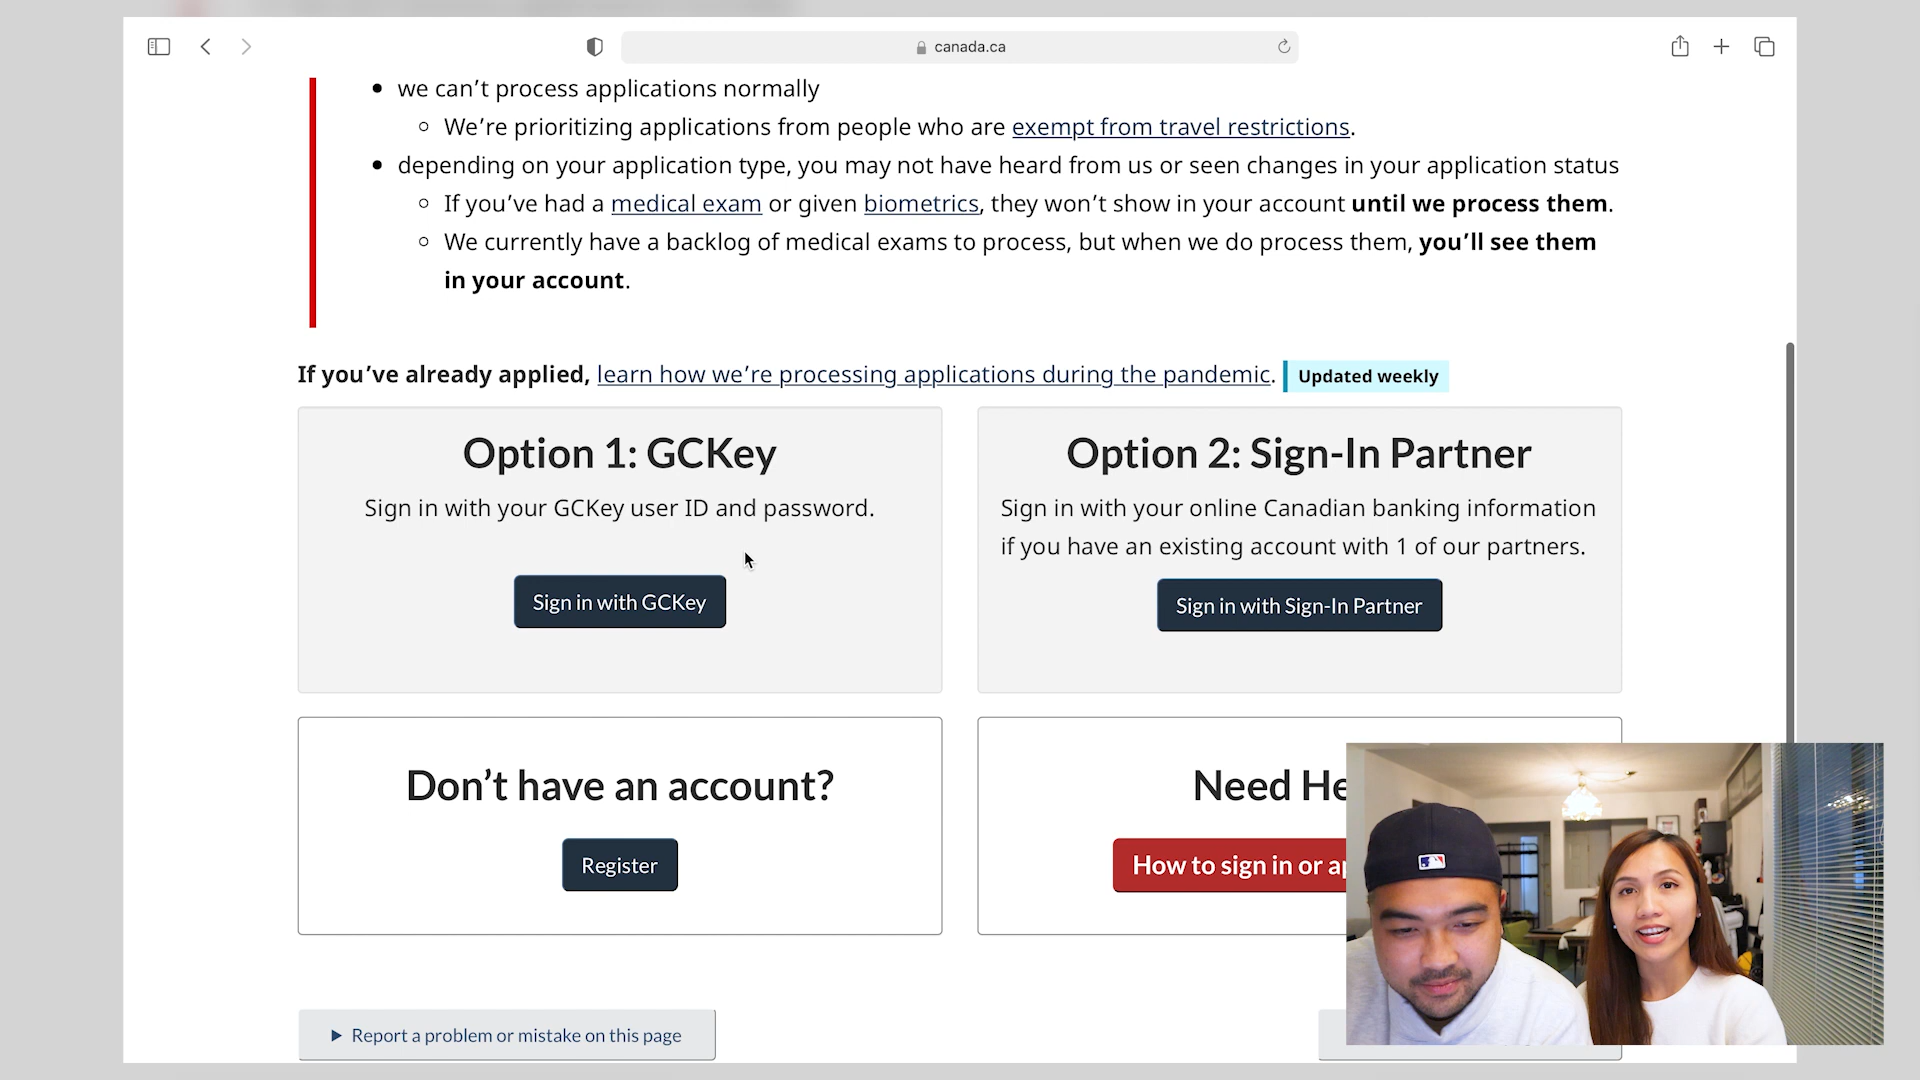 canada.ca
we can’t process applications normally
We’re prioritizing applications from people who are exempt from travel restrictions.
depending on your application type, you may not have heard from us or seen changes in your application status
If you’ve had a medical exam or given biometrics, they won’t show in your account until we process them.
We currently have a backlog of medical exams to process, but when we do process them, you’ll see them
in your account.
If you’ve already applied, learn how we’re processing applications during the pandemic. Updated weekly
Option 1: GCKey
Sign in with your GCKey user ID and password.
Sign in with GCKey
Option 2: Sign-In Partner
Sign in with your online Canadian banking information
if you have an existing account with 1 of our partners.
Sign in with Sign-In Partner
Don’t have an account?
Register
Need
How to sign in or
Report a problem or mistake on this page